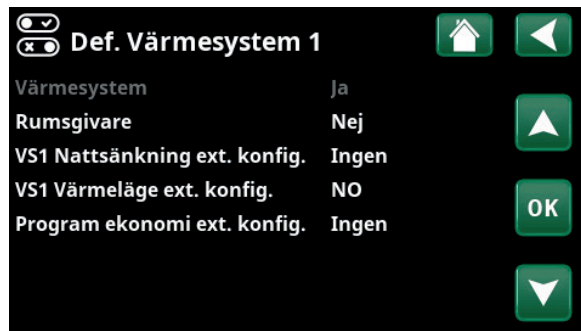 Def. Värmesystem 1
Värmesystem Ja
Rumsgivare Nej
VS1 Nattsänkning ext. konfig. Ingen
VS1 Värmeläge ext. konfig. NO
OK
Program ekonomi ext. konfig. Ingen